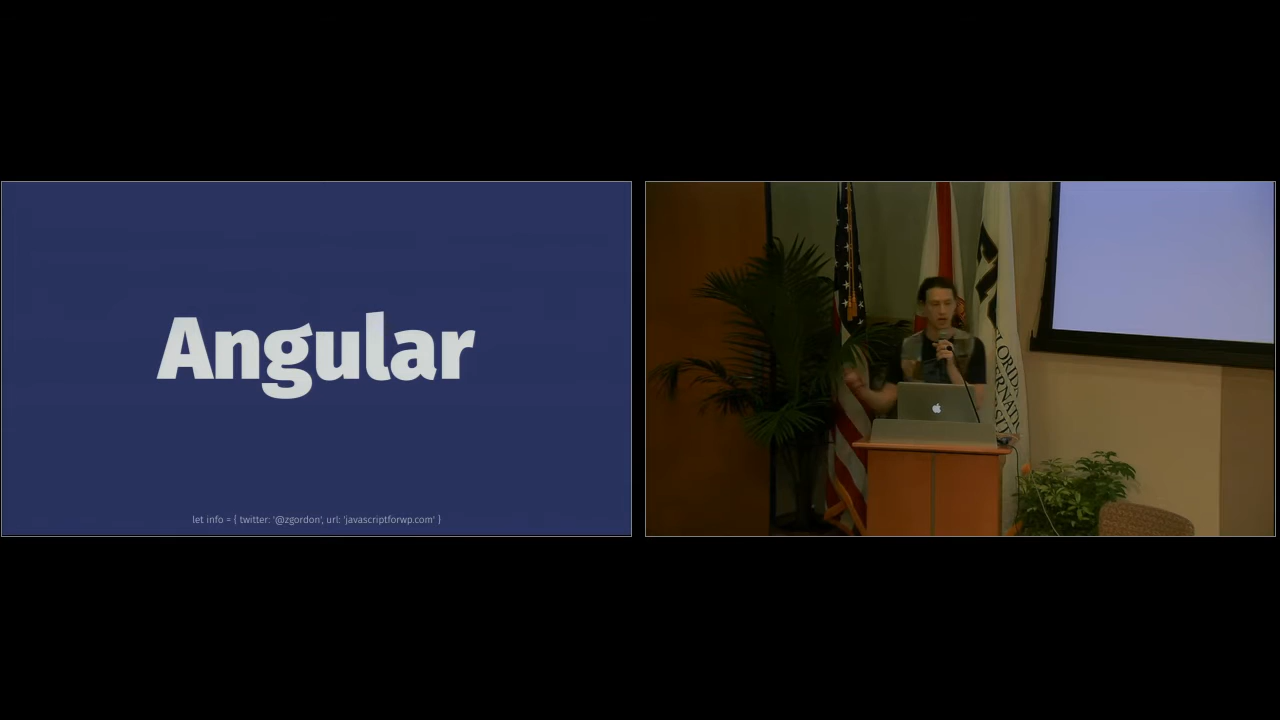 Angular
let info = { twitter: '@zgordon', url: 'javascriptforwp.com' }